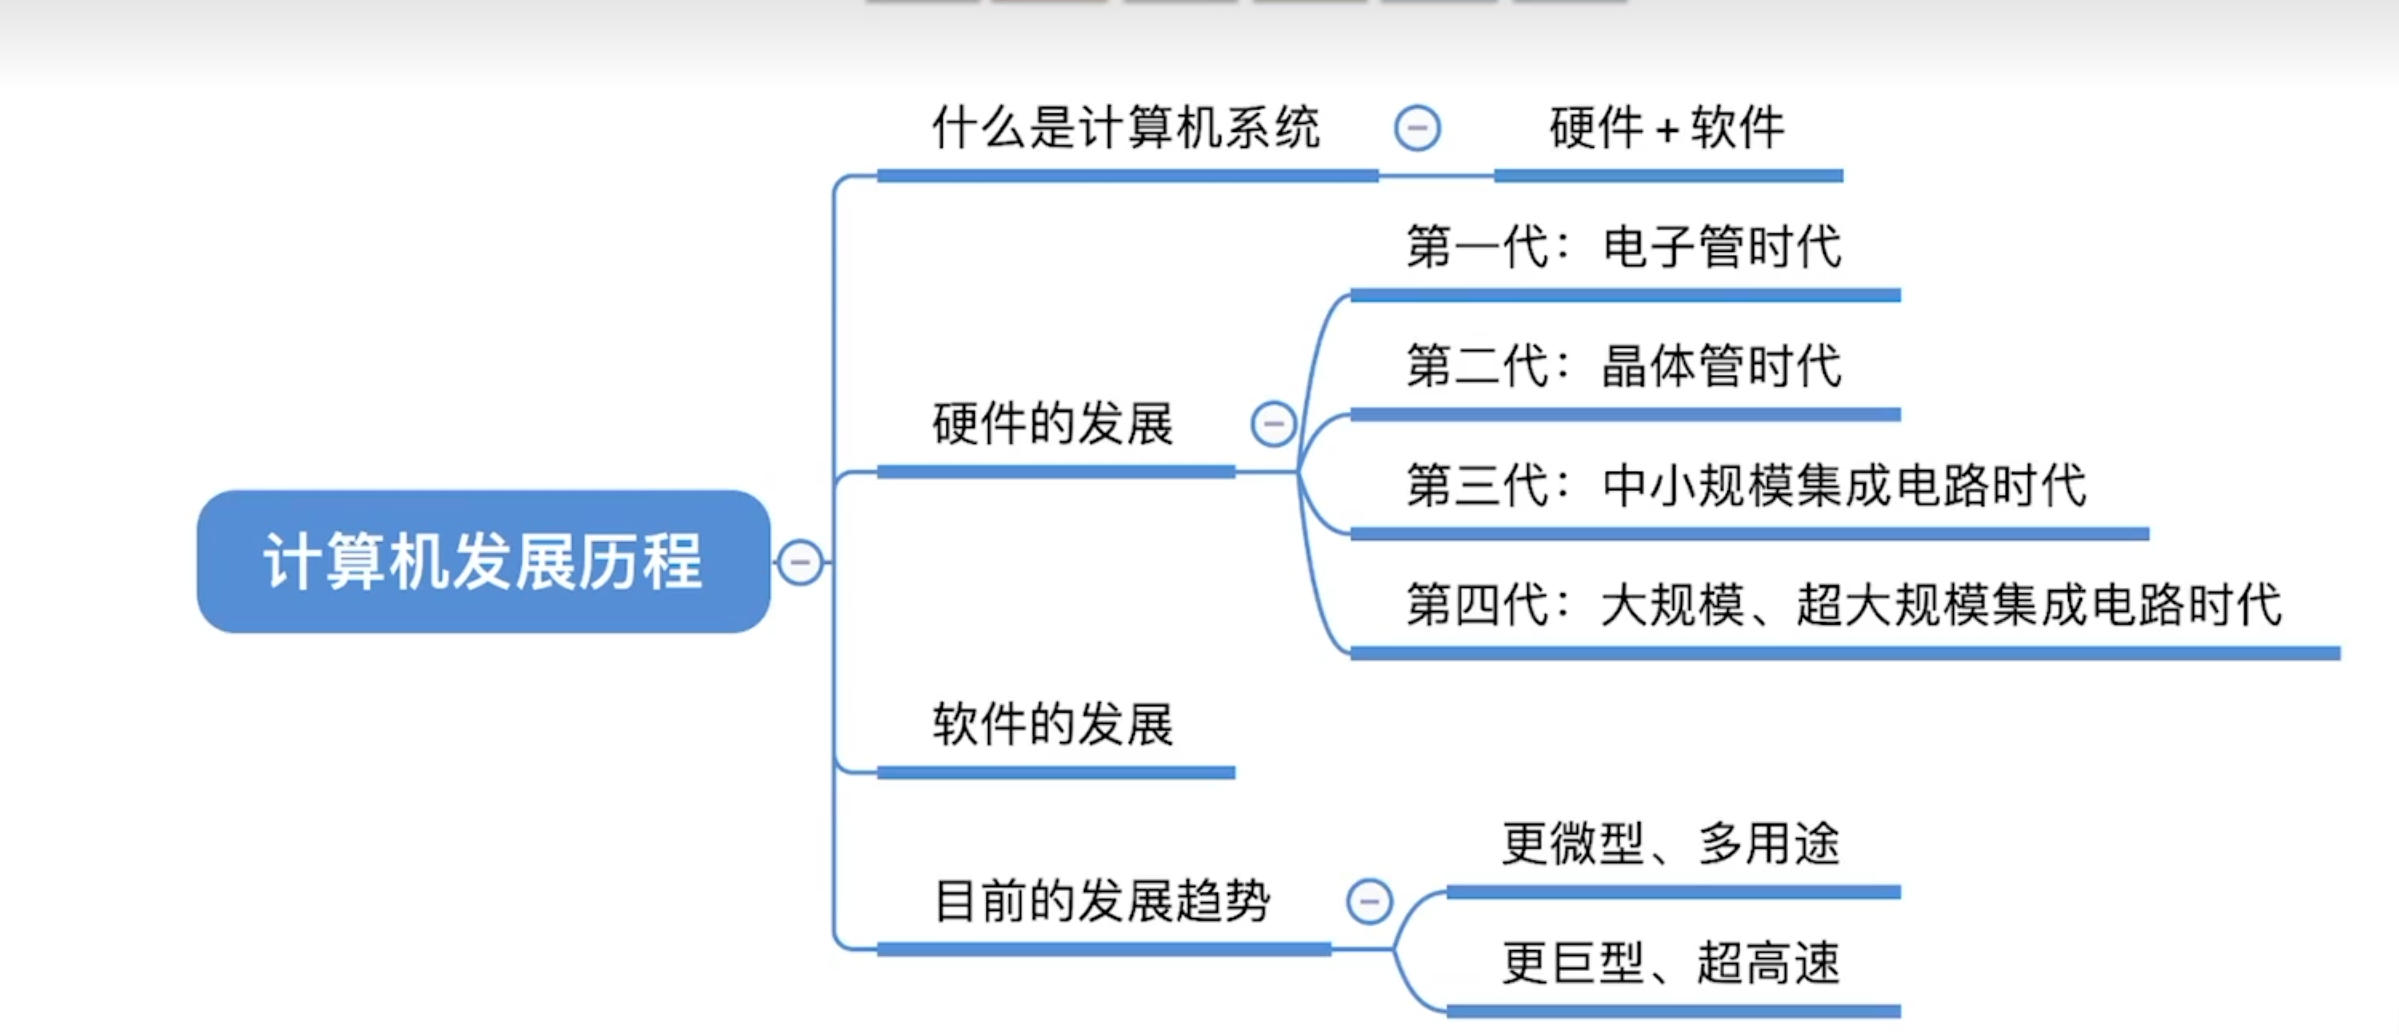 什么是计算机系统
硬件+软件
第一代：电子管时代
第二代：晶体管时代
硬件的发展
第三代：中小规模集成电路时代
计算机发展历程
第四代：大规模、超大规模集成电路时代
软件的发展
更微型、多用途
目前的发展趋势
更巨型、超高速